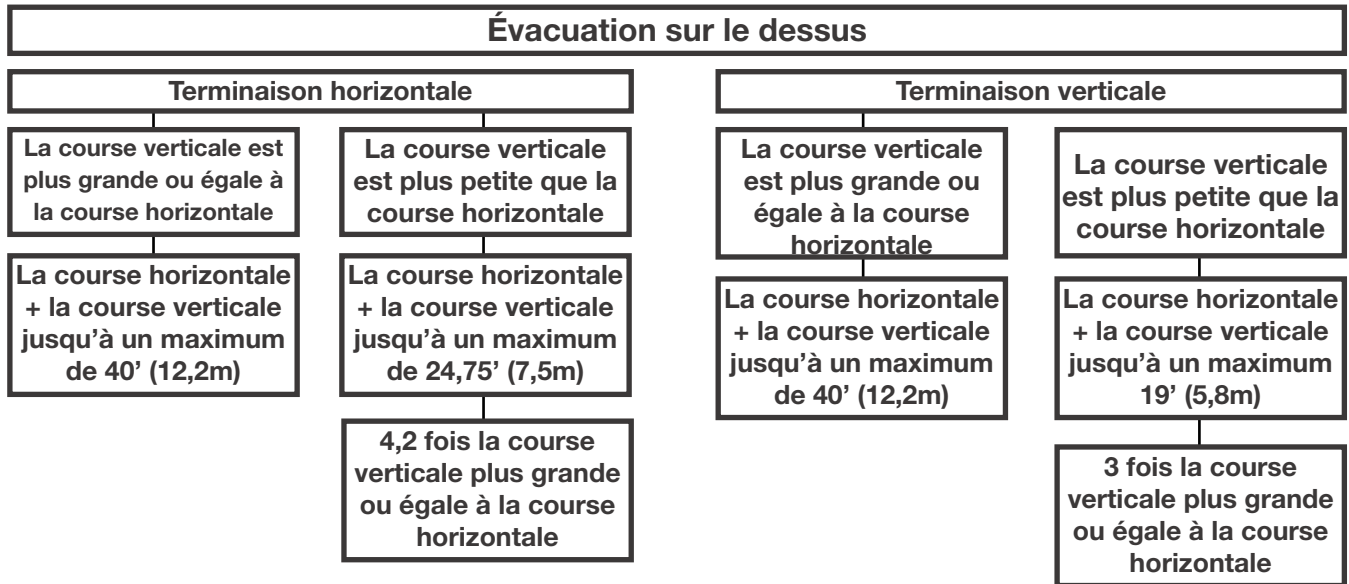 Évacuation sur le dessus
Terminaison horizontale
La course verticale est
plus grande ou égale à
la course horizontale
La course horizontale
+ la course verticale
jusqu’à un maximum
de 40’ (12,2m)
La course verticale
est plus petite que la
course horizontale
La course horizontale
+ la course verticale
jusqu’à un maximum
de 24,75’ (7,5m)
4,2 fois la course
verticale plus grande
ou égale à la course
horizontale
Terminaison verticale
La course verticale
est plus grande ou
égale à la course
horizontale
La course horizontale
+ la course verticale
jusqu’à un maximum
de 40’ (12,2m)
La course verticale
est plus petite que la
course horizontale
La course horizontale
+ la course verticale
jusqu’à un maximum
19’ (5,8m)
3 fois la course
verticale plus grande
ou égale à la course
horizontale